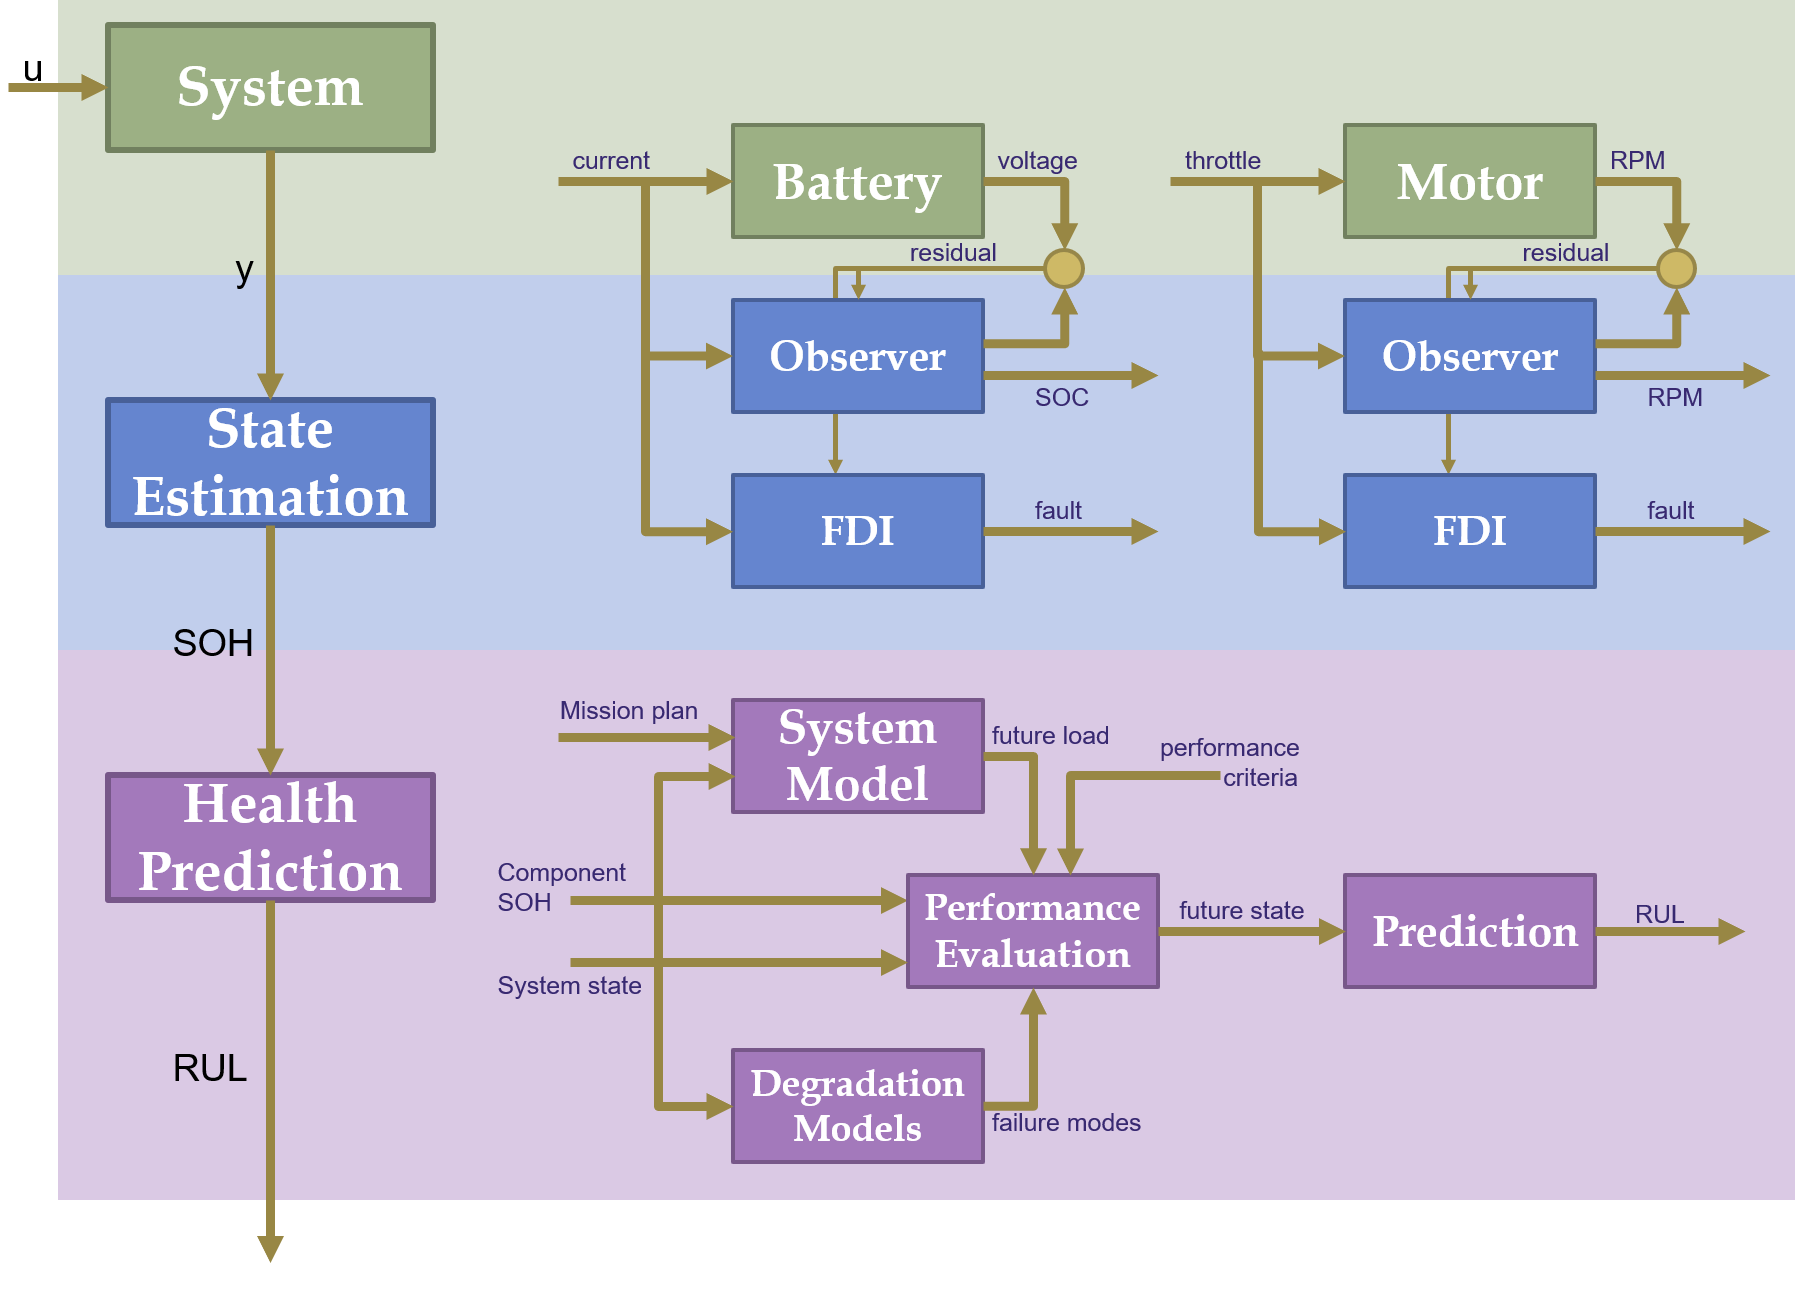 u
System
y
State
Estimation
SOH
Health
Prediction
RUL
current
Battery
voltage
residual
Observer
SOC
FDI
fault
throttle
Motor
RPM
residual
Observer
RPM
FDI
fault
Mission plan
System
Model
future load
performance
criteria
Component
SOH
System state
Performance
Evaluation
future state
Prediction
RUL
Degradation
Models
failure modes